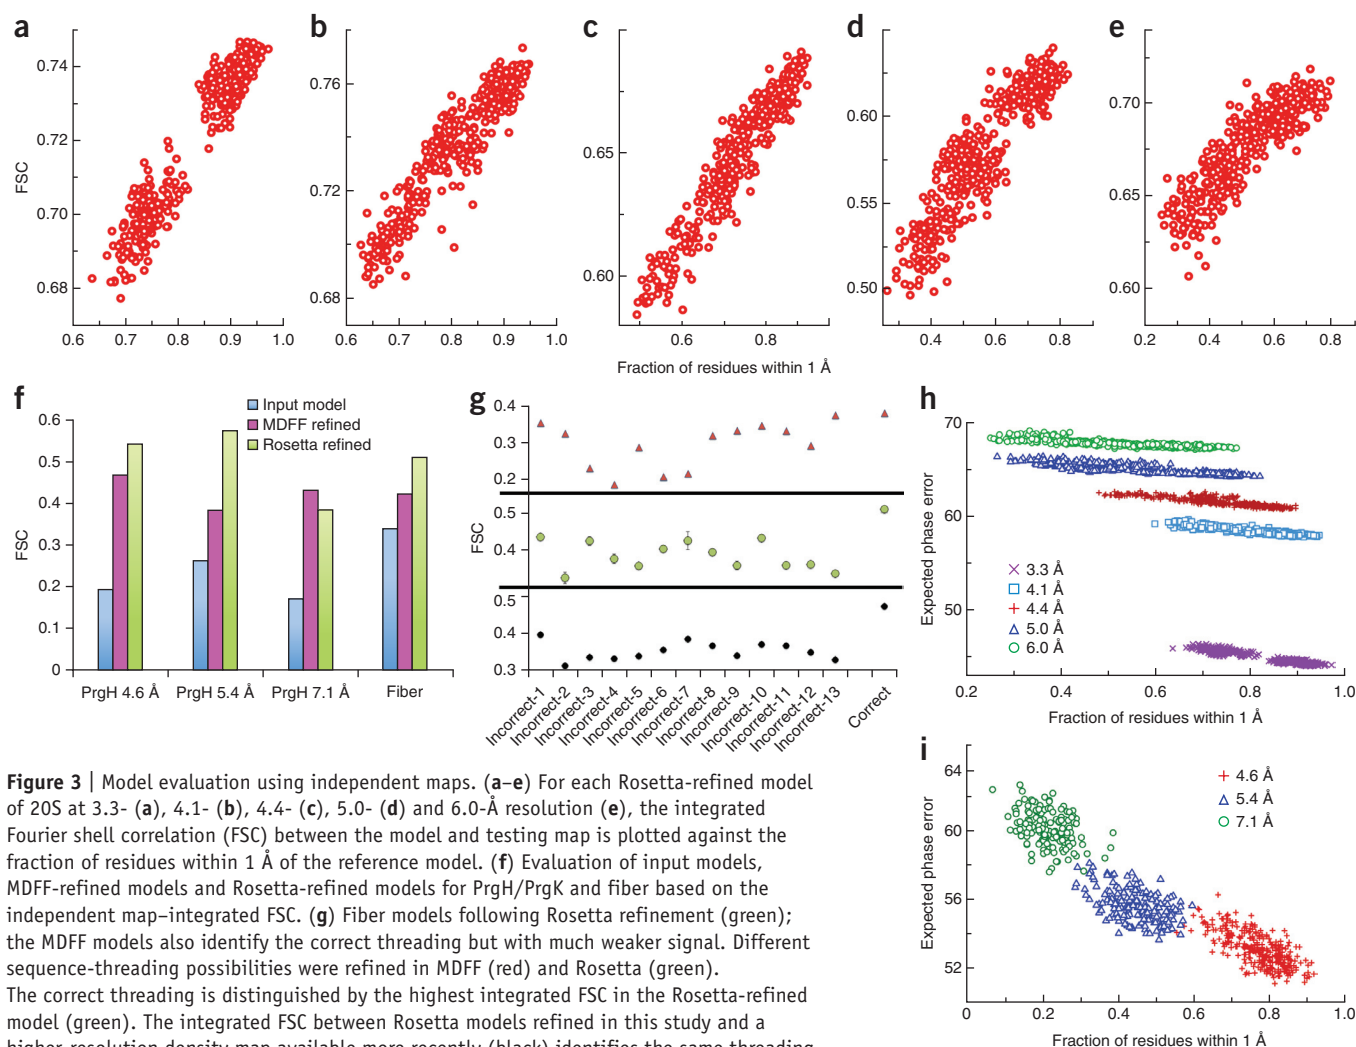 a
b
c
d
e
FSC
0.74
0.72
0.70
0.68
0.6 0.7 0.8 0.9 1.0
0.76
0.72
0.68
0.6 0.7 0.8 0.9 1.0
0.65
0.60
0.6 0.8
0.60
0.55
0.50
0.4 0.6 0.8
0.70
0.65
0.60
0.2 0.4 0.6 0.8
Fraction of residues within 1 Å
f
FSC
0.6
0.5
0.4
0.3
0.2
0.1
0
Input model
MDFF refined
Rosetta refined
PrgH 4.6 Å PrgH 5.4 Å PrgH 7.1 Å Fiber
g
FSC
0.4
0.3
0.2
0.5
0.4
0.5
0.4
0.3
Incorrect-1
Incorrect-2
Incorrect-3
Incorrect-4
Incorrect-5
Incorrect-6
Incorrect-7
Incorrect-8
Incorrect-9
Incorrect-10
Incorrect-11
Incorrect-12
Incorrect-13
Correct
h
Expected phase error
70
60
50
3.3 Å
4.1 Å
4.4 Å
5.0 Å
6.0 Å
0.2 0.4 0.6 0.8 1.0
Fraction of residues within 1 Å
i
Expected phase error
64
60
56
52
4.6 Å
5.4 Å
7.1 Å
0 0.2 0.4 0.6 0.8 1.0
Fraction of residues within 1 Å
Figure 3 | Model evaluation using independent maps. (a–e) For each Rosetta-refined model
of 20S at 3.3- (a), 4.1- (b), 4.4- (c), 5.0- (d) and 6.0-Å resolution (e), the integrated
Fourier shell correlation (FSC) between the model and testing map is plotted against the
fraction of residues within 1 Å of the reference model. (f) Evaluation of input models,
MDFF-refined models and Rosetta-refined models for PrgH/PrgK and fiber based on the
independent map–integrated FSC. (g) Fiber models following Rosetta refinement (green);
the MDFF models also identify the correct threading but with much weaker signal. Different
sequence-threading possibilities were refined in MDFF (red) and Rosetta (green).
The correct threading is distinguished by the highest integrated FSC in the Rosetta-refined
model (green). The integrated FSC between Rosetta models refined in this study and a
higher-resolution density map available more recently (black) identifies the same threading